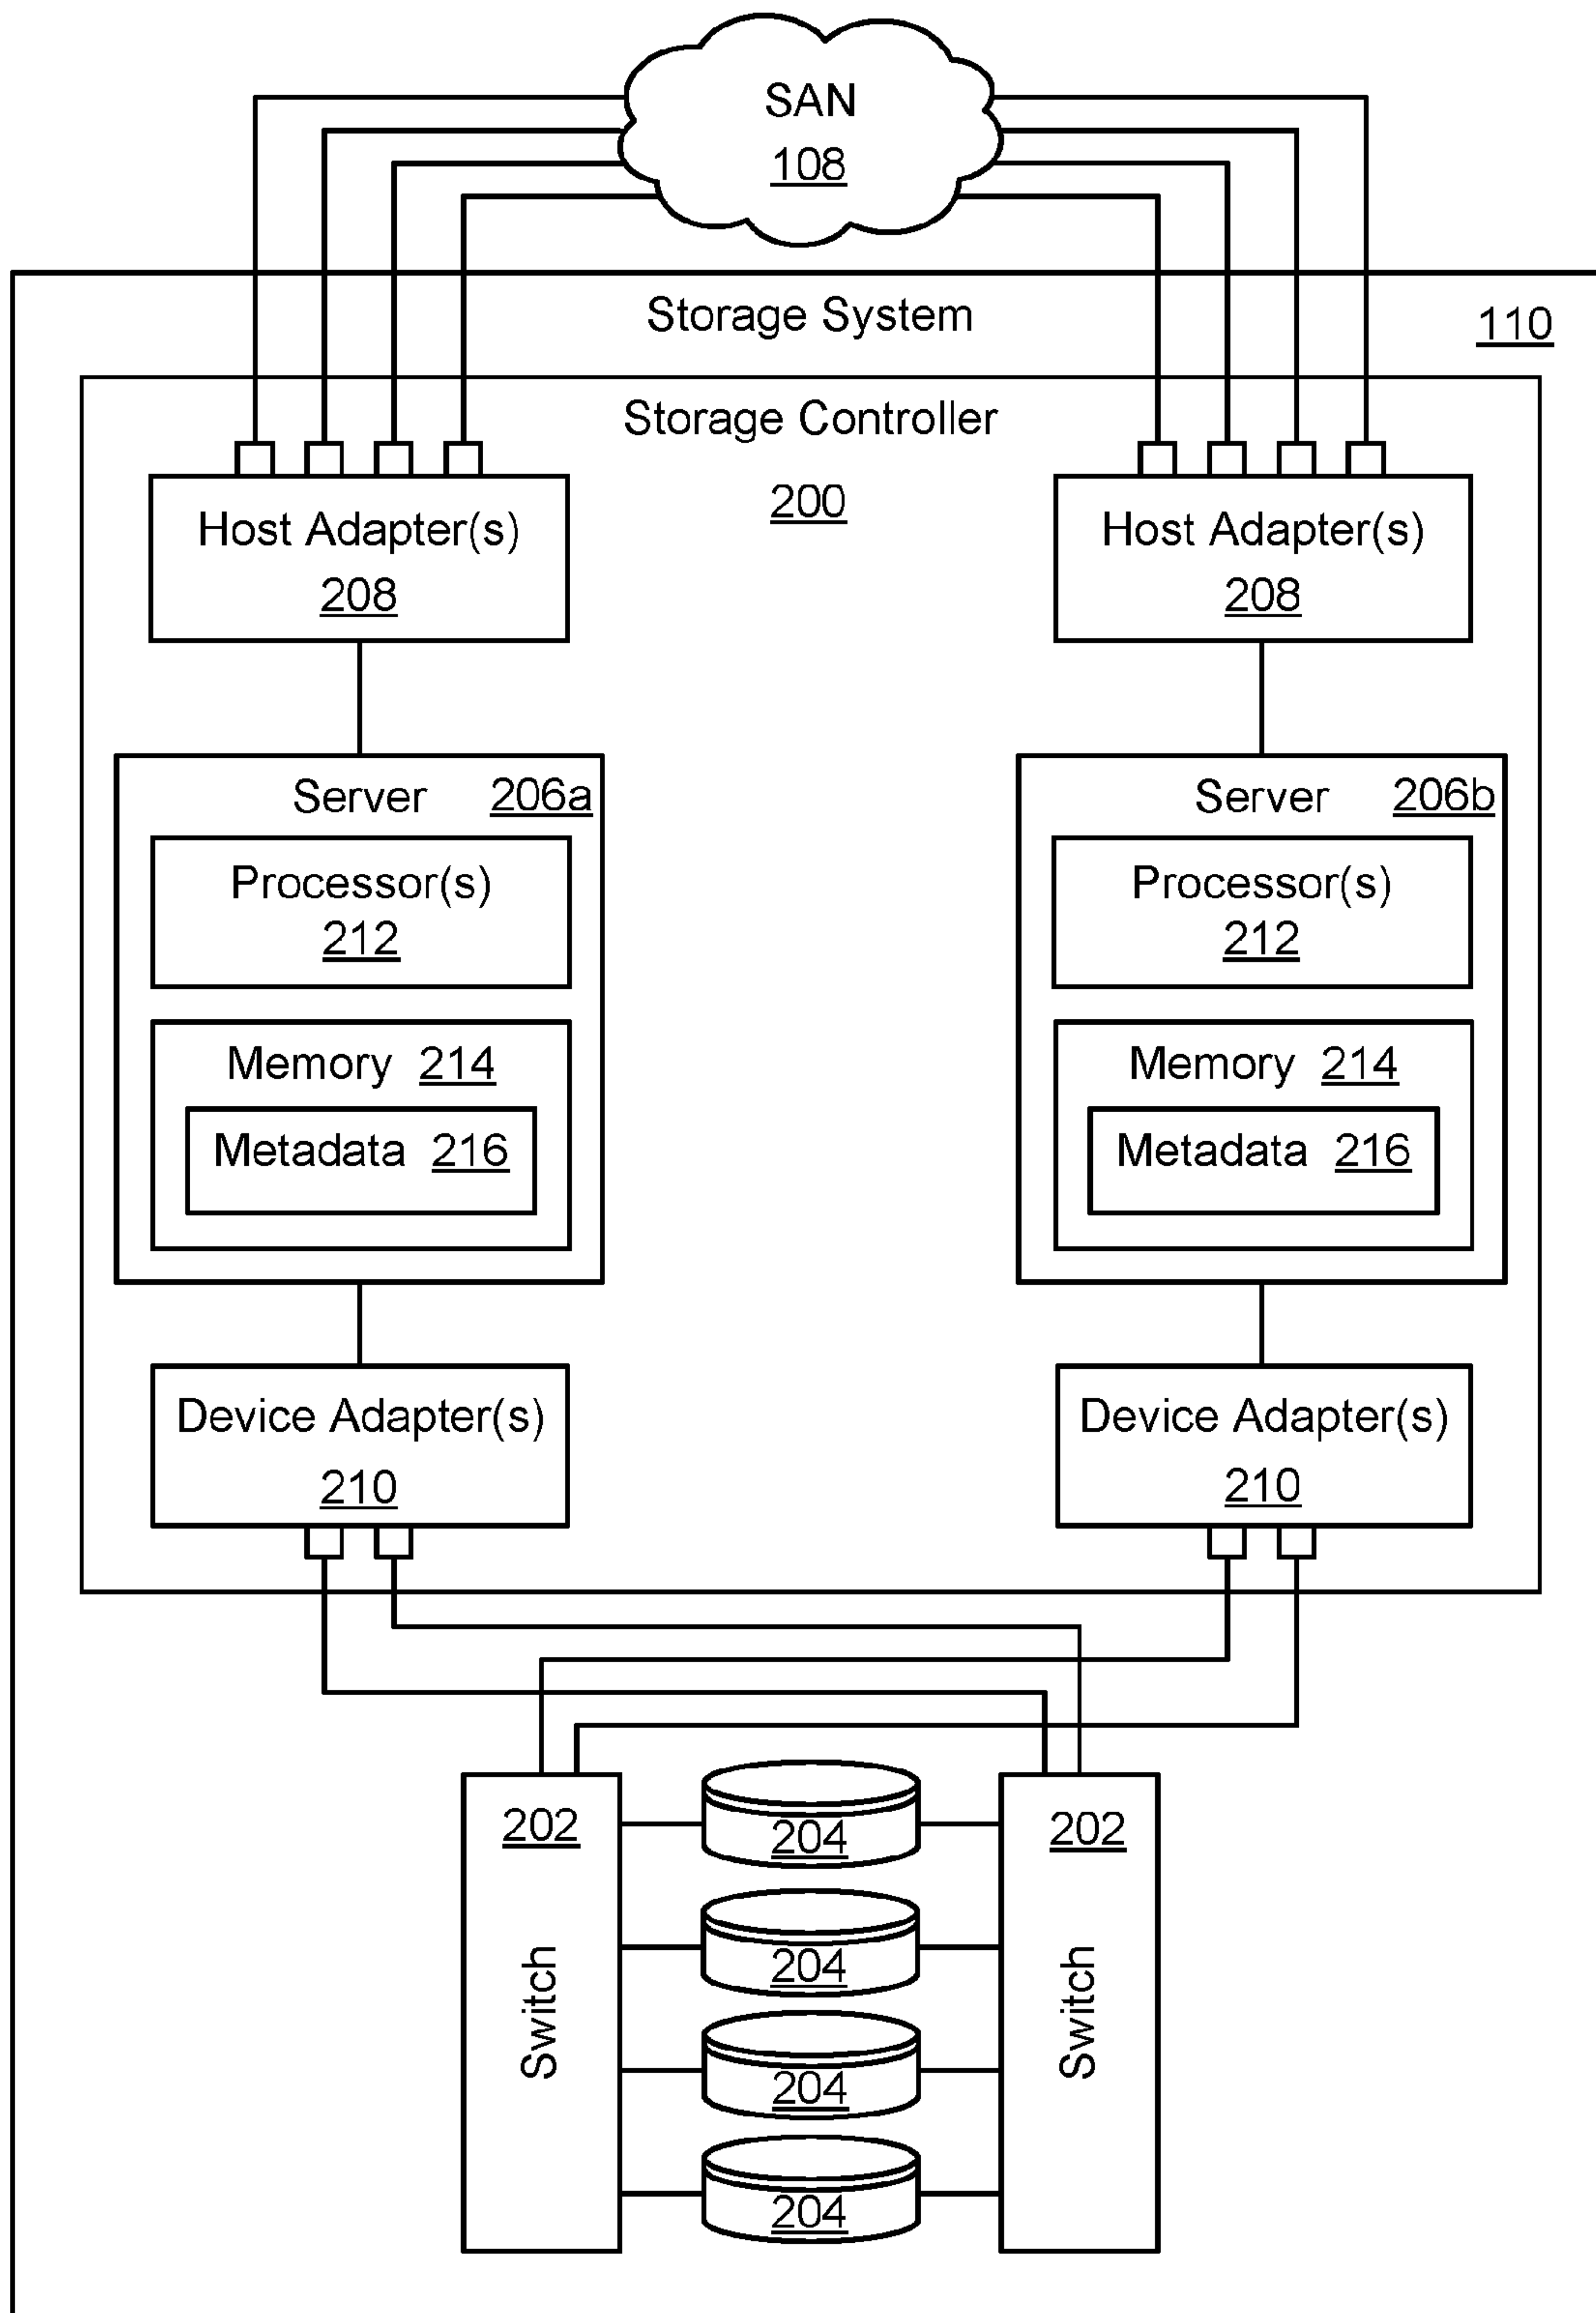 SAN
108
Storage System
110
Storage Controller
200
Host Adapter(s)
208
Host Adapter(s)
208
Server 206a
Processor(s)
212
Memory 214
Metadata 216
Server 206b
Processor(s)
212
Memory 214
Metadata 216
Device Adapter(s)
210
Device Adapter(s)
210
202
Switch
204
204
204
204
202
Switch